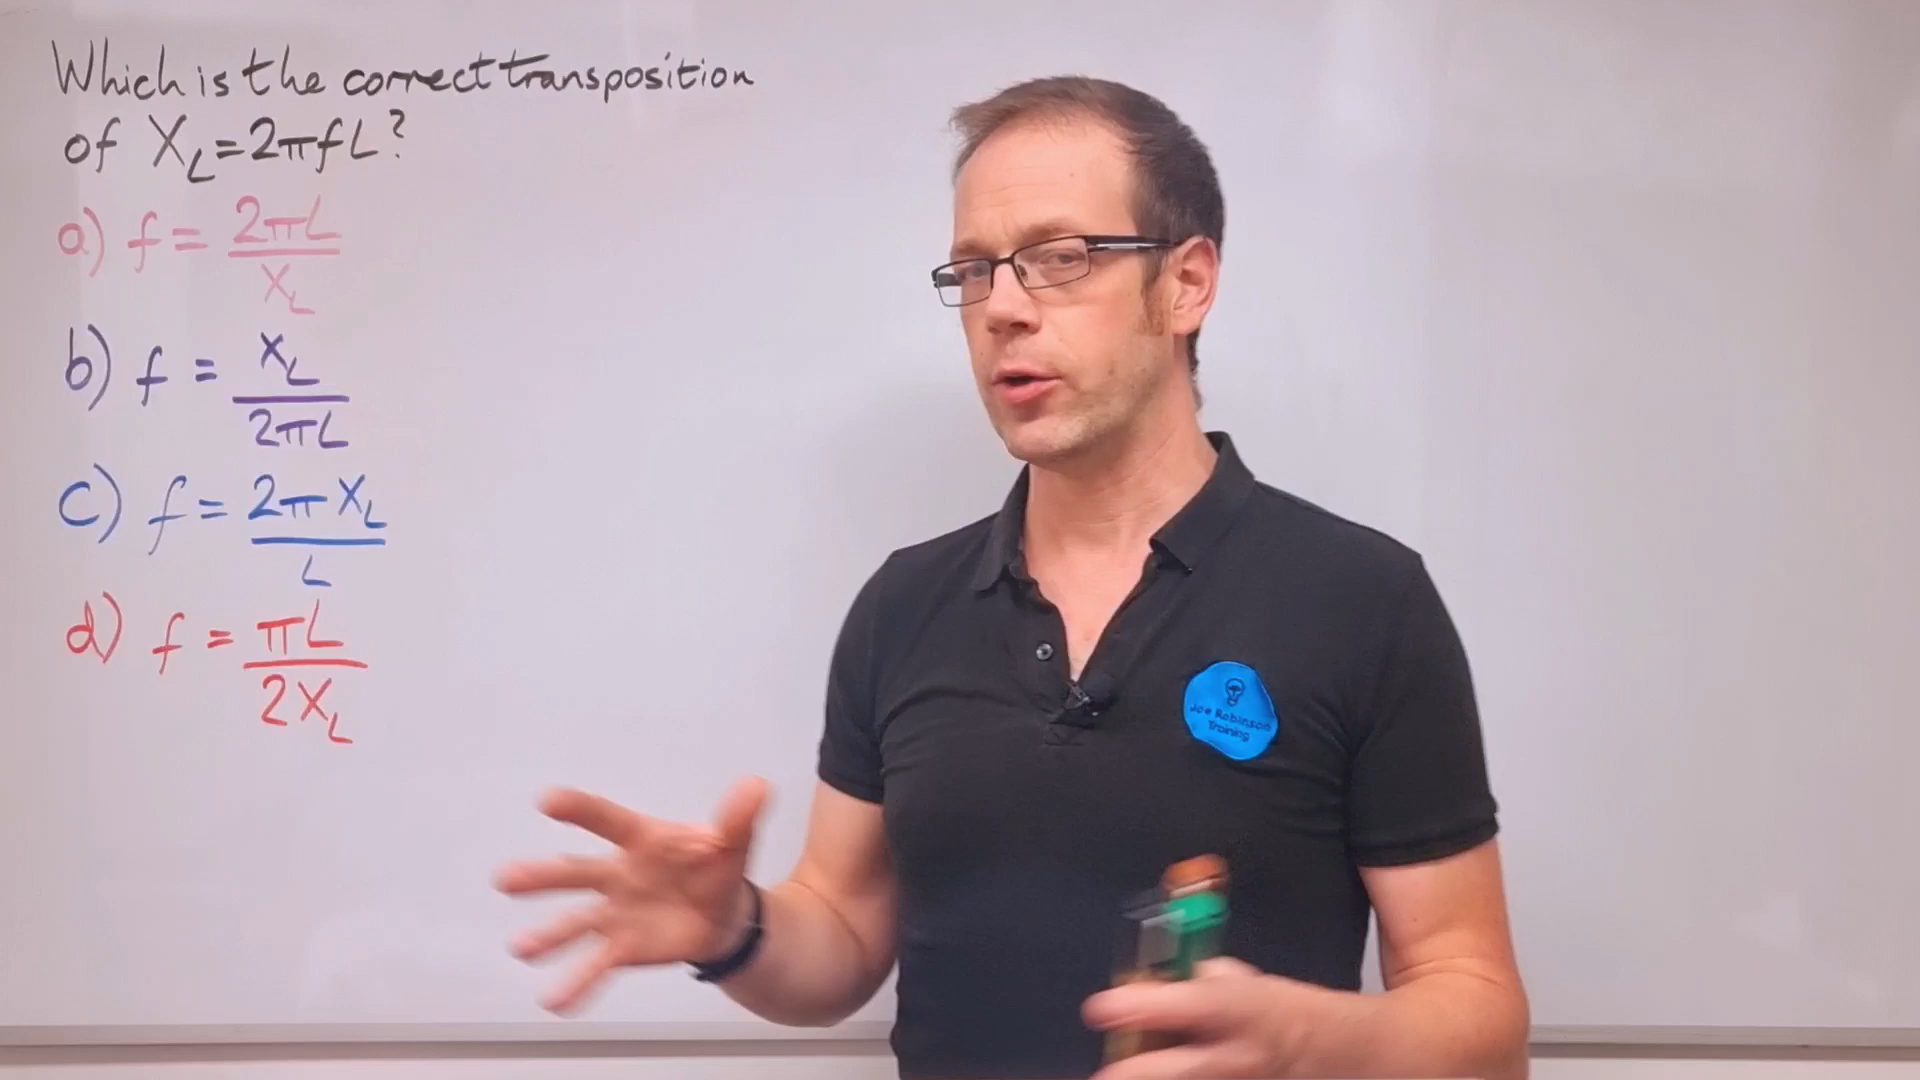 Which is the correct transposition
of X_L=2πfL?
a) f = 2πL
X_L
b) f = X_L
2πL
c) f = 2πX_L
L
d) f = πL
2X_L
Joe Robinson
Training